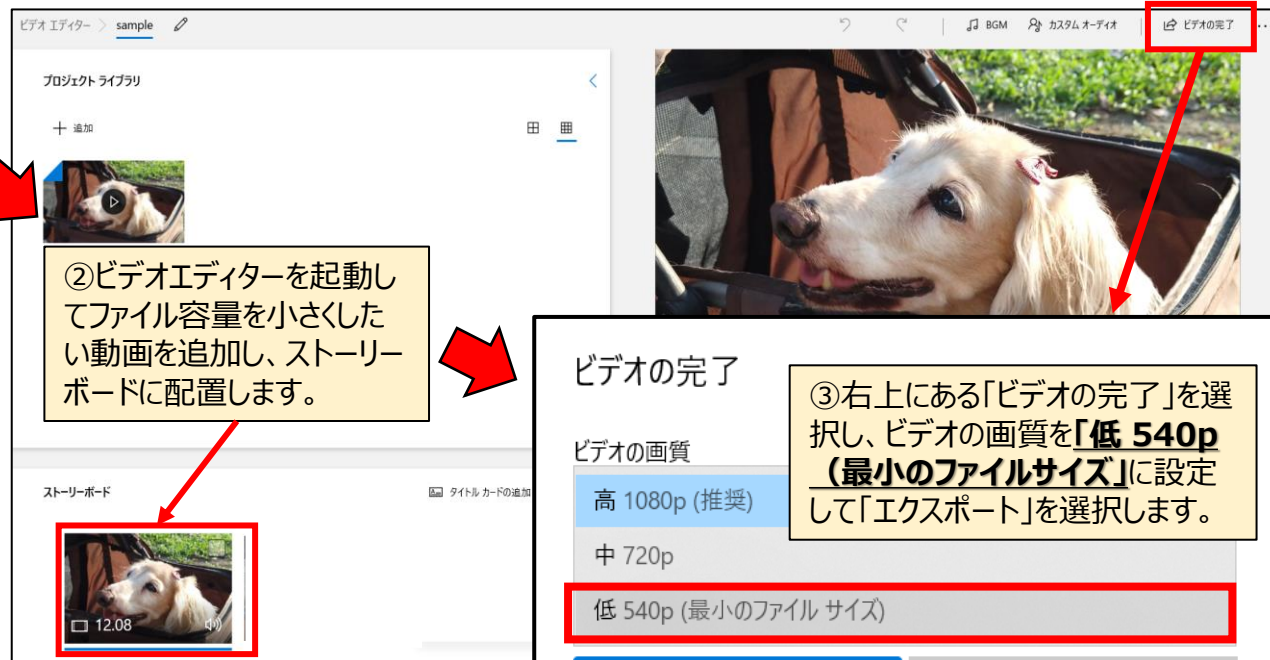 ビデオ エディター > sample
BGM カスタム オーディオ ビデオの完了 ...
プロジェクト ライブラリ
+ 追加
②ビデオエディターを起動し
てファイル容量を小さくした
い動画を追加し、ストーリー
ボードに配置します。
ストーリーボード
タイトル カードの追加
12.08
ビデオの完了
③右上にある「ビデオの完了」を選
択し、ビデオの画質を「低 540p
(最小のファイルサイズ」に設定
して「エクスポート」を選択します。
ビデオの画質
高 1080p (推奨)
中 720p
低 540p (最小のファイル サイズ)